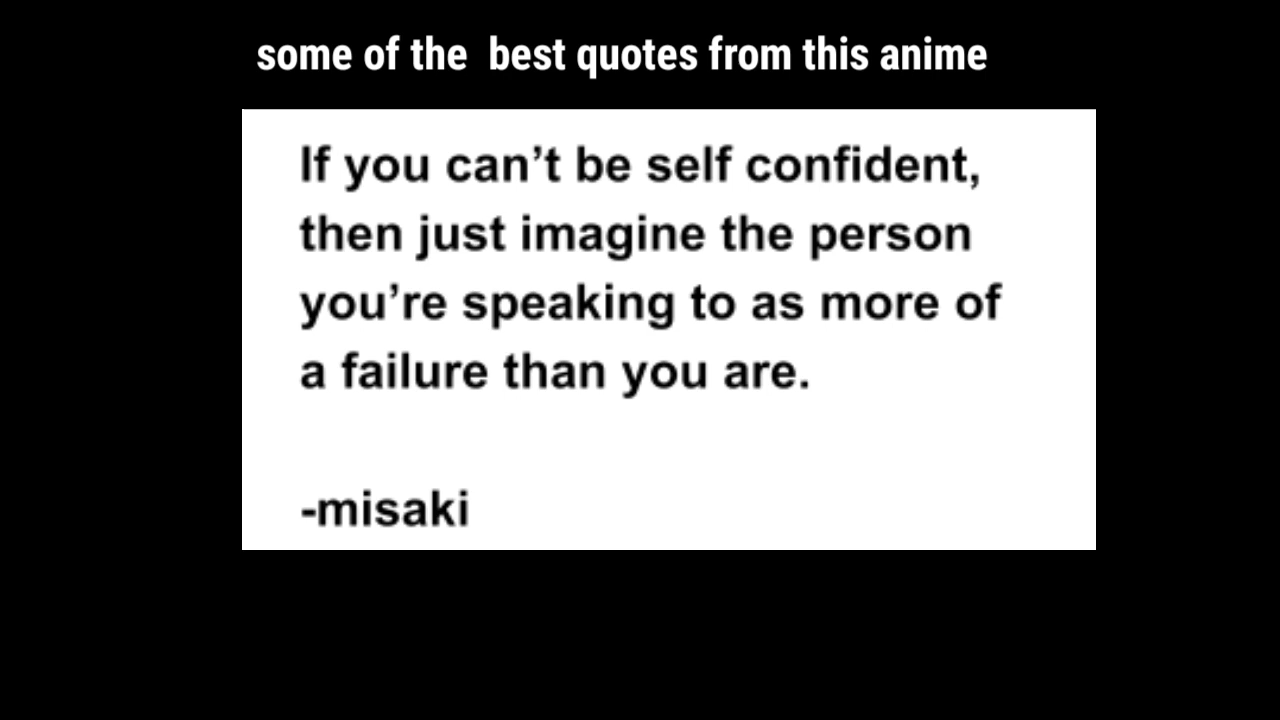 some of the  best quotes from this anime
If you can’t be self confident,
then just imagine the person
you’re speaking to as more of
a failure than you are.
-misaki